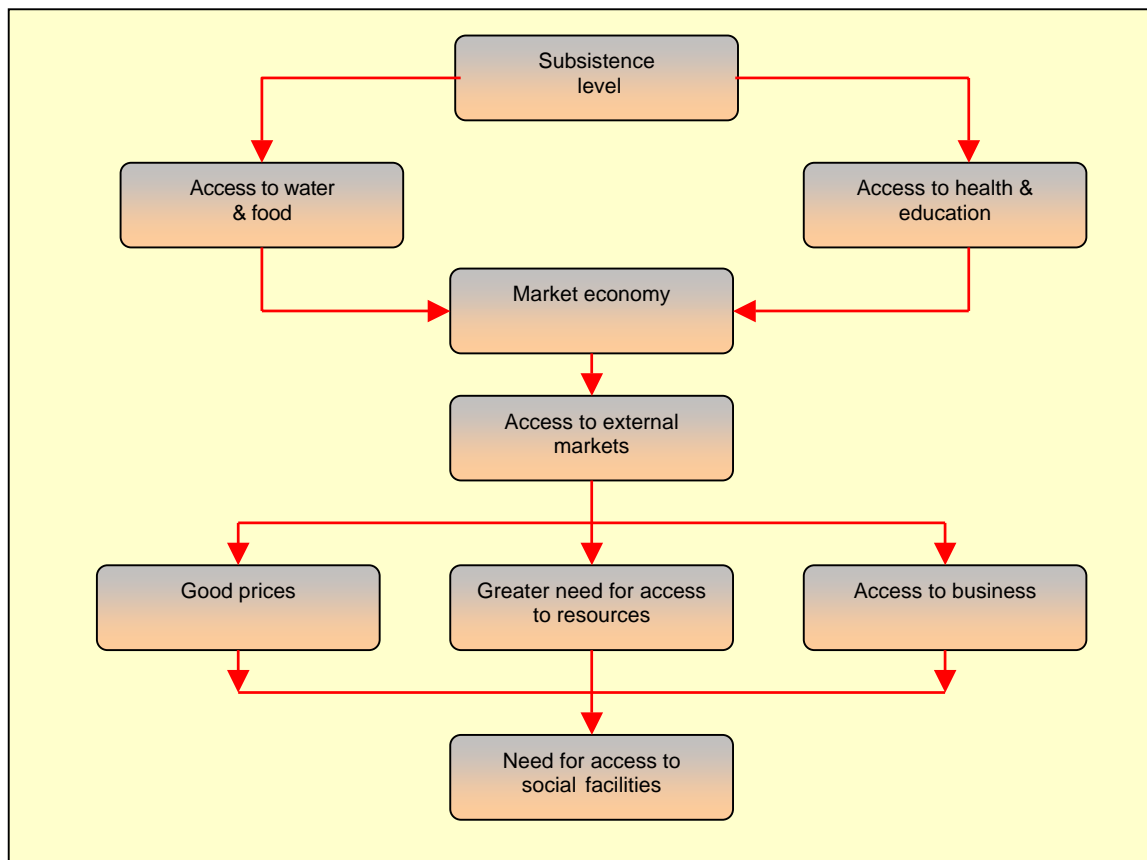 Subsistence
level
Access to water
& food
Access to health &
education
Market economy
Access to external
markets
Good prices
Greater need for access
to resources
Access to business
Need for access to
social facilities